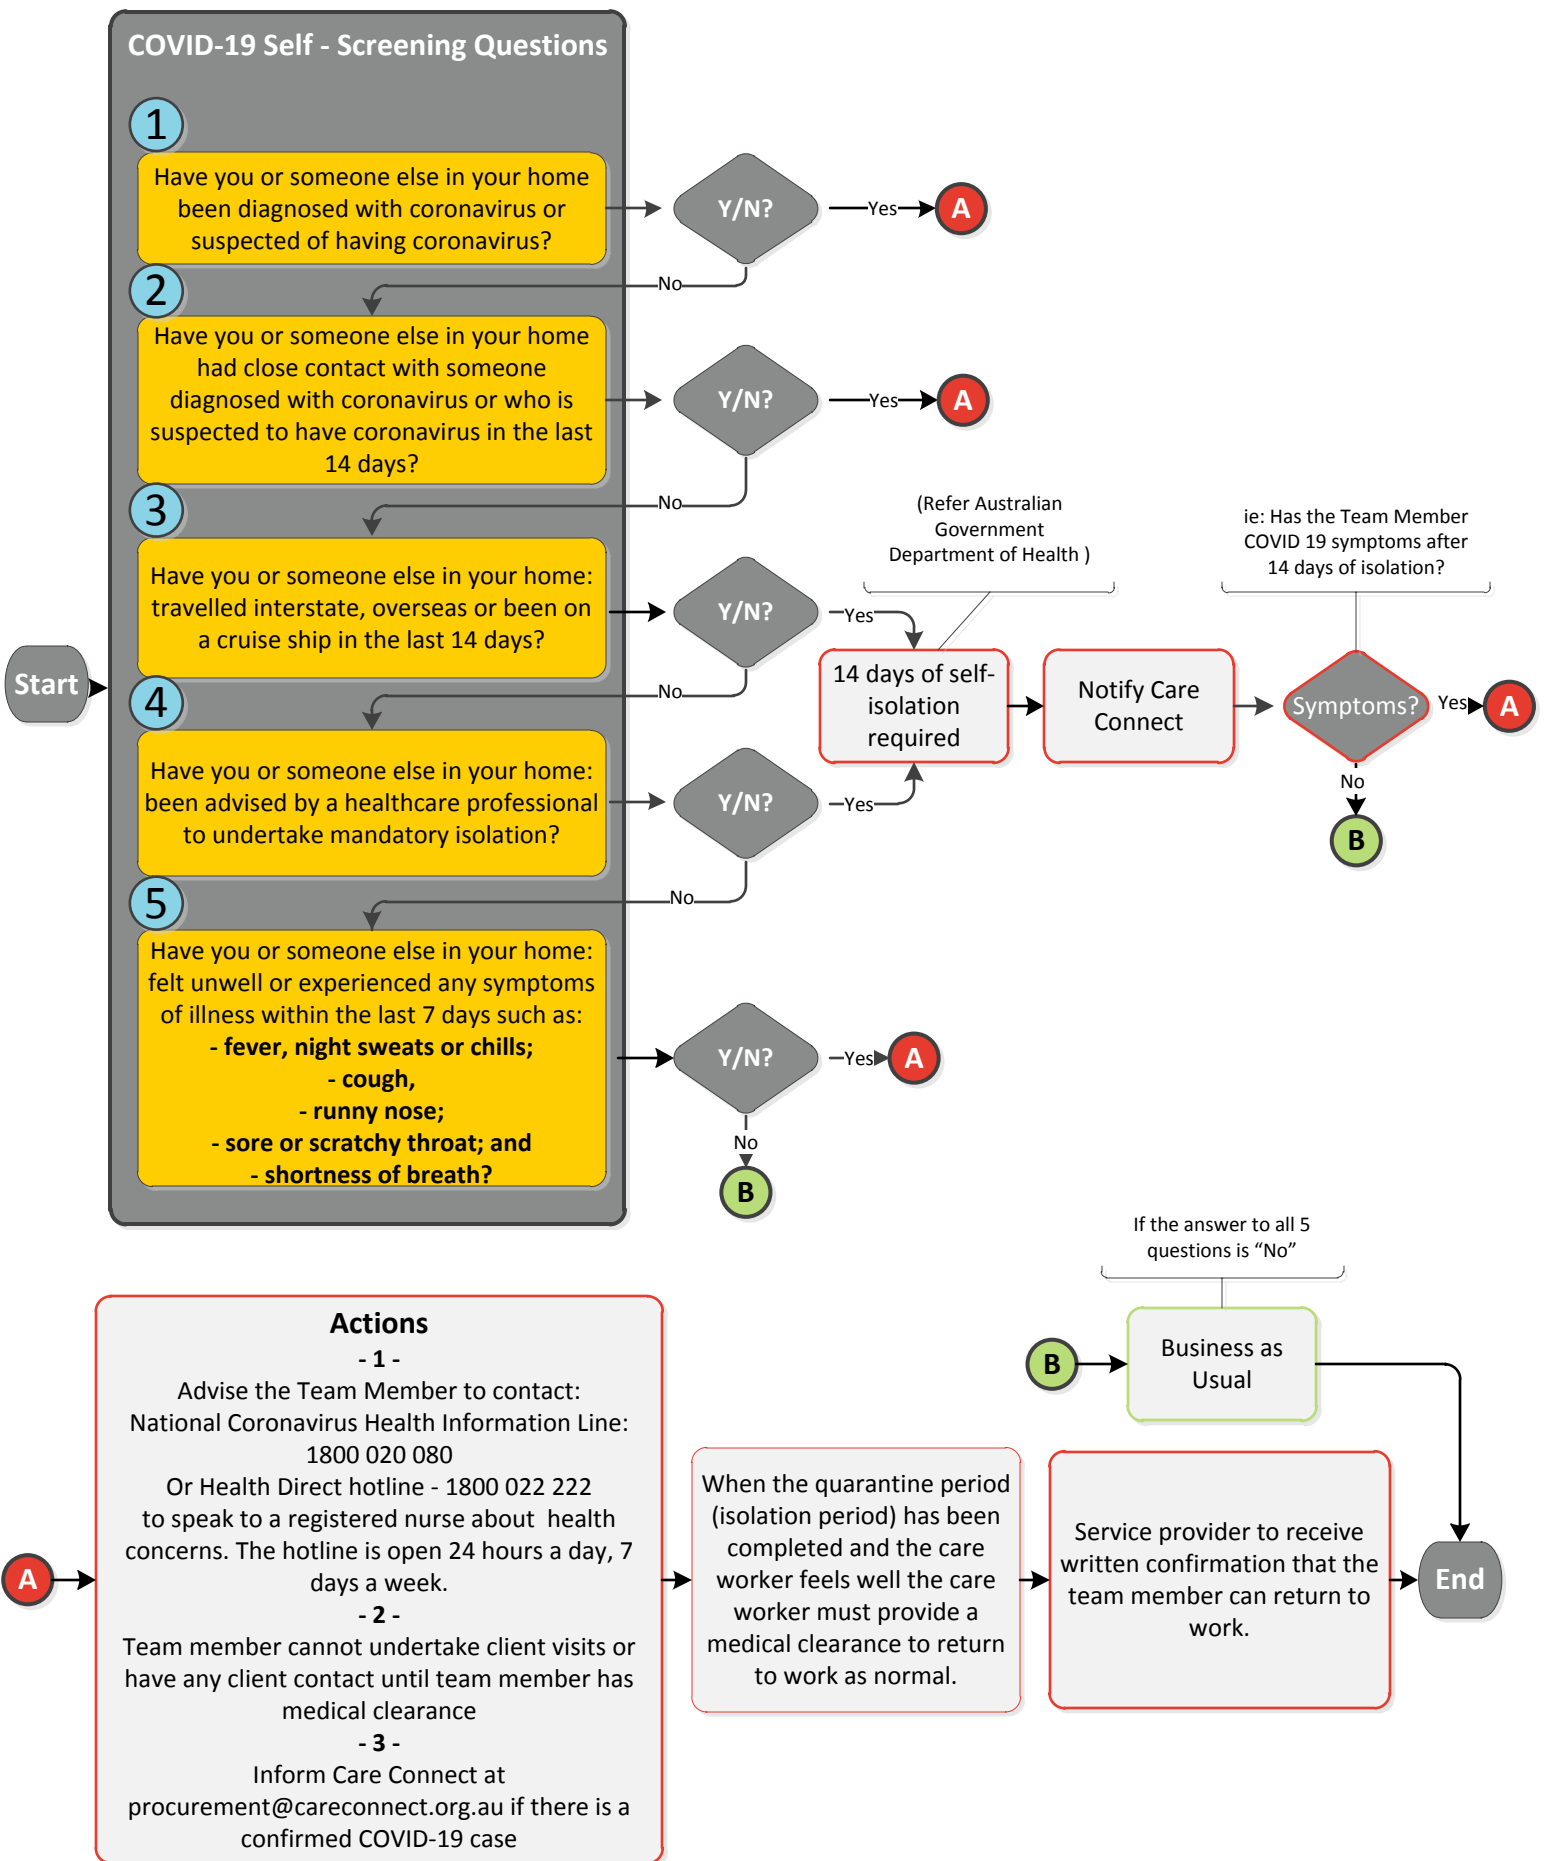 COVID-19 Self - Screening Questions
1
Have you or someone else in your home
been diagnosed with coronavirus or
suspected of having coronavirus?
Y/N?
Yes
A
No
2
Have you or someone else in your home
had close contact with someone
diagnosed with coronavirus or who is
suspected to have coronavirus in the last
14 days?
Y/N?
Yes
A
No
3
Have you or someone else in your home:
travelled interstate, overseas or been on
a cruise ship in the last 14 days?
Y/N?
Yes
No
(Refer Australian
Government
Department of Health )
14 days of self-
isolation
required
Notify Care
Connect
ie: Has the Team Member
COVID 19 symptoms after
14 days of isolation?
Symptoms?
Yes
A
No
B
Start
4
Have you or someone else in your home:
been advised by a healthcare professional
to undertake mandatory isolation?
Y/N?
Yes
No
5
Have you or someone else in your home:
felt unwell or experienced any symptoms
of illness within the last 7 days such as:
- fever, night sweats or chills;
- cough,
- runny nose;
- sore or scratchy throat; and
- shortness of breath?
Y/N?
Yes
A
No
B
If the answer to all 5
questions is “No”
B
Business as
Usual
A
Actions
- 1 -
Advise the Team Member to contact:
National Coronavirus Health Information Line:
1800 020 080
Or Health Direct hotline - 1800 022 222
to speak to a registered nurse about health
concerns. The hotline is open 24 hours a day, 7
days a week.
- 2 -
Team member cannot undertake client visits or
have any client contact until team member has
medical clearance
- 3 -
Inform Care Connect at
procurement@careconnect.org.au if there is a
confirmed COVID-19 case
When the quarantine period
(isolation period) has been
completed and the care
worker feels well the care
worker must provide a
medical clearance to return
to work as normal.
Service provider to receive
written confirmation that the
team member can return to
work.
End